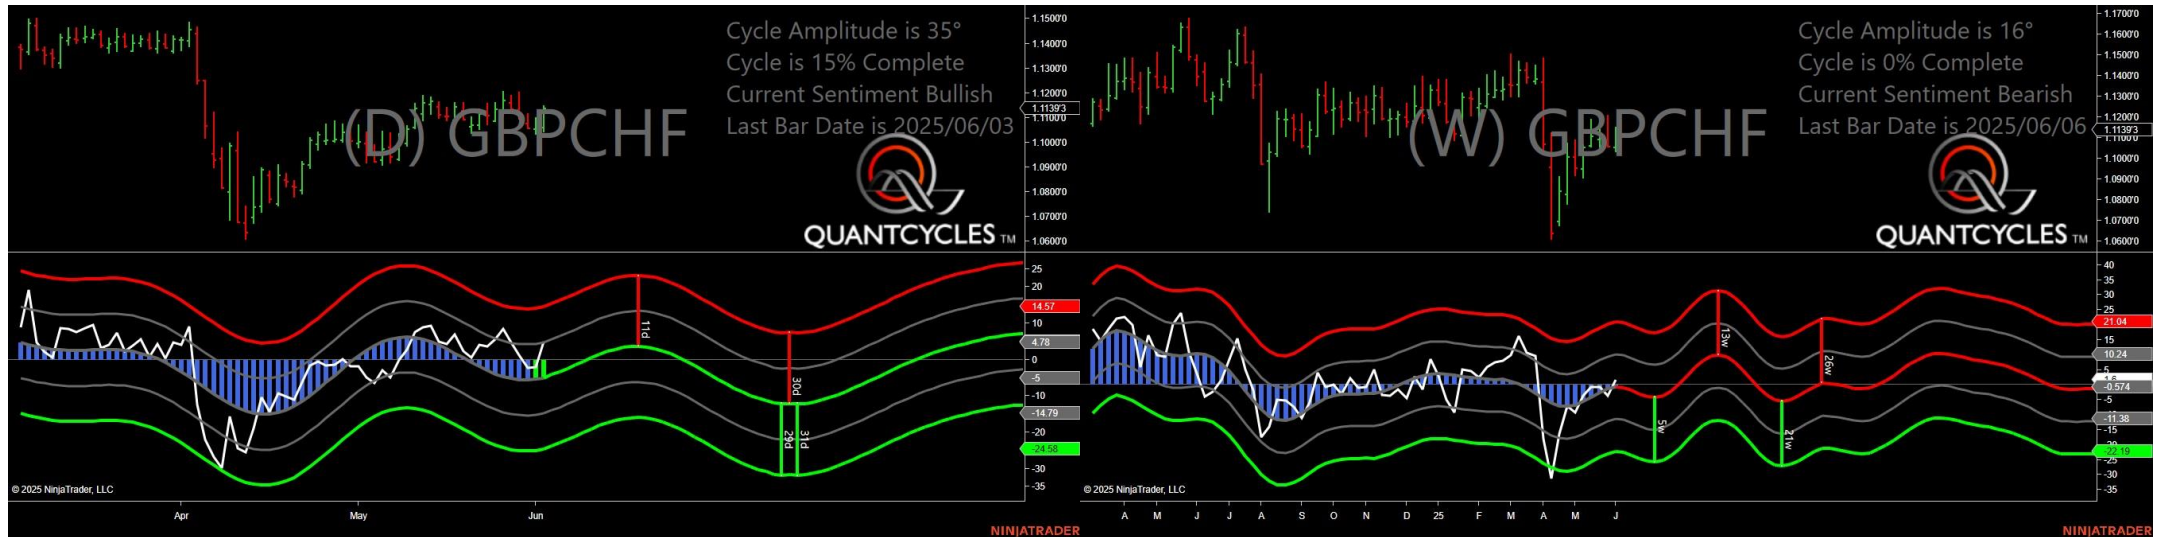 Cycle Amplitude is 35°
Cycle is 15% Complete
Current Sentiment Bullish
Last Bar Date is 2025/06/03
(D) GBPCHF
QUANTCYCLES TM
1.1500'0
1.1400'0
1.1300'0
1.1200'0
1.1139'3
1.1100'0
1.1000'0
1.0900'0
1.0800'0
1.0700'0
1.0600'0
25
20
14.57
10
4.78
0
-5
-10
-14.79
-20
-24.58
-30
-35
11d
30d
29d
31d
© 2025 NinjaTrader, LLC
Apr
May
Jun
NINJATRADER
Cycle Amplitude is 16°
Cycle is 0% Complete
Current Sentiment Bearish
Last Bar Date is 2025/06/06
(W) GBPCHF
QUANTCYCLES TM
1.1700'0
1.1600'0
1.1500'0
1.1400'0
1.1300'0
1.1200'0
1.1139'3
1.1100'0
1.1000'0
1.0900'0
1.0800'0
1.0700'0
1.0600'0
40
35
30
21.04
15
10.24
5
-0.574
-5
-11.38
-15
-22.19
-25
-30
-35
13w
26w
5w
21w
© 2025 NinjaTrader, LLC
A M J J A S O N D 25 F M A M J
NINJATRADER